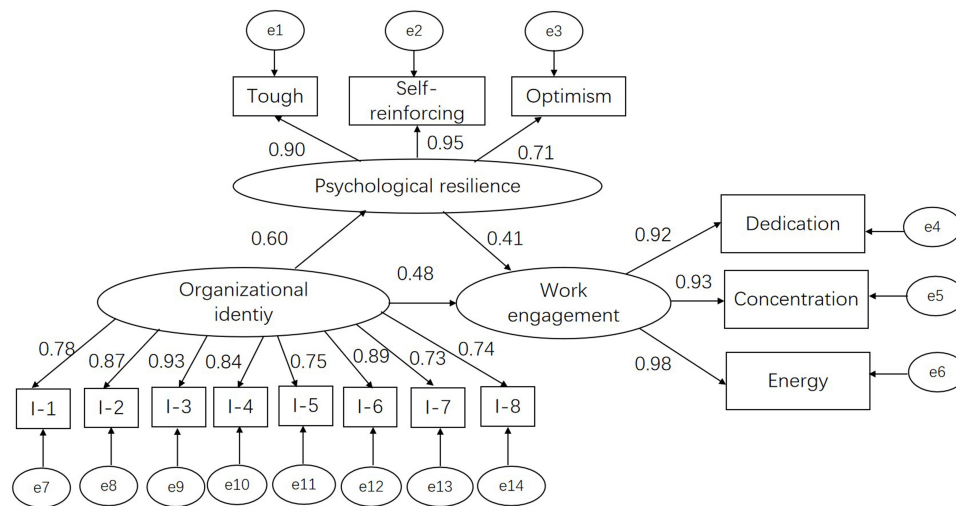 e1
e2
e3
Tough
Self-
reinforcing
Optimism
0.90
0.95
0.71
Psychological resilience
0.60
0.41
0.92
Dedication
e4
Organizational
identiy
0.48
Work
engagement
0.93
Concentration
e5
0.98
Energy
e6
0.78
0.87
0.93
0.84
0.75
0.89
0.73
0.74
I-1
I-2
I-3
I-4
I-5
I-6
I-7
I-8
e7
e8
e9
e10
e11
e12
e13
e14